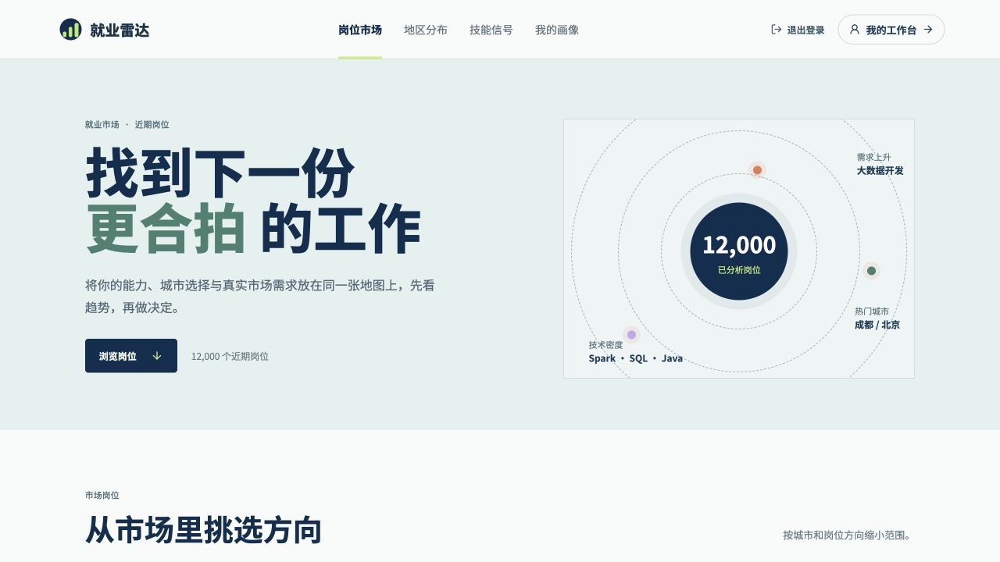 就业雷达
岗位市场 地区分布 技能信号 我的画像
退出登录 我的工作台
就业市场 · 近期岗位
找到下一份
更合拍 的工作
将你的能力、城市选择与真实市场需求放在同一张地图上，先看
趋势，再做决定。
浏览岗位
12,000 个近期岗位
需求上升
大数据开发
12,000
已分析岗位
热门城市
成都 / 北京
技术密度
Spark · SQL · Java
市场岗位
从市场里挑选方向
按城市和岗位方向缩小范围。